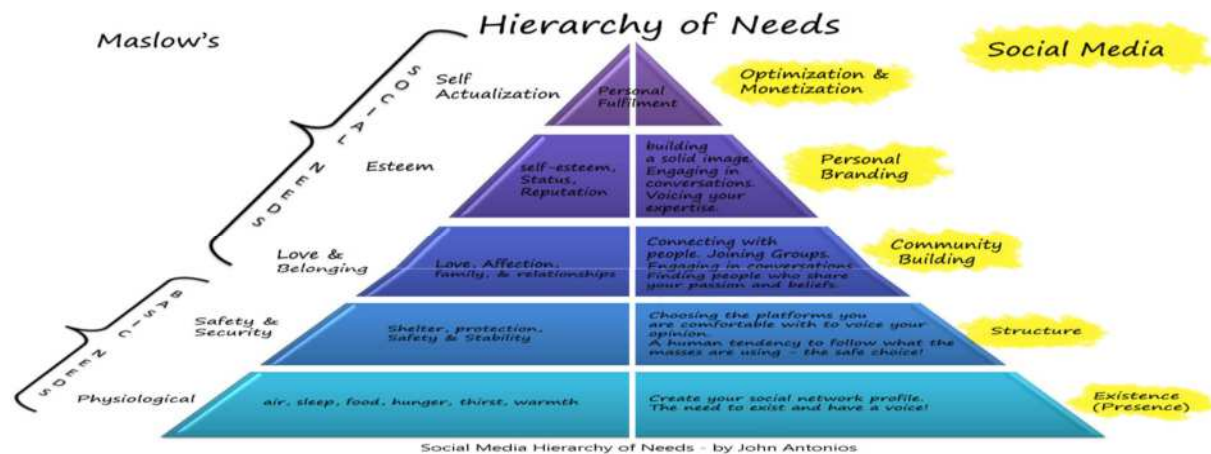 Hierarchy of Needs
Maslow's
Social Media
SOCIAL NEEDS
Self
Actualization
Personal
Fulfilment
Optimization &
Monetization
Esteem
self-esteem,
Status,
Reputation
building
a solid image.
Engaging in
conversations.
Voicing your
expertise.
Personal
Branding
Love &
Belonging
Love, Affection,
family, & relationships
Connecting with
people. Joining Groups.
Engaging in conversations
Finding people who share
your passion and beliefs.
Community
Building
BASIC NEEDS
Safety &
Security
Shelter, protection,
Safety & Stability
Choosing the platforms you
are comfortable with to voice your
opinion.
A human tendency to follow what the
masses are using - the safe choice!
Structure
Physiological
air, sleep, food, hunger, thirst, warmth
Create your social network profile.
The need to exist and have a voice!
Existence
(Presence)
Social Media Hierarchy of Needs - by John Antonios